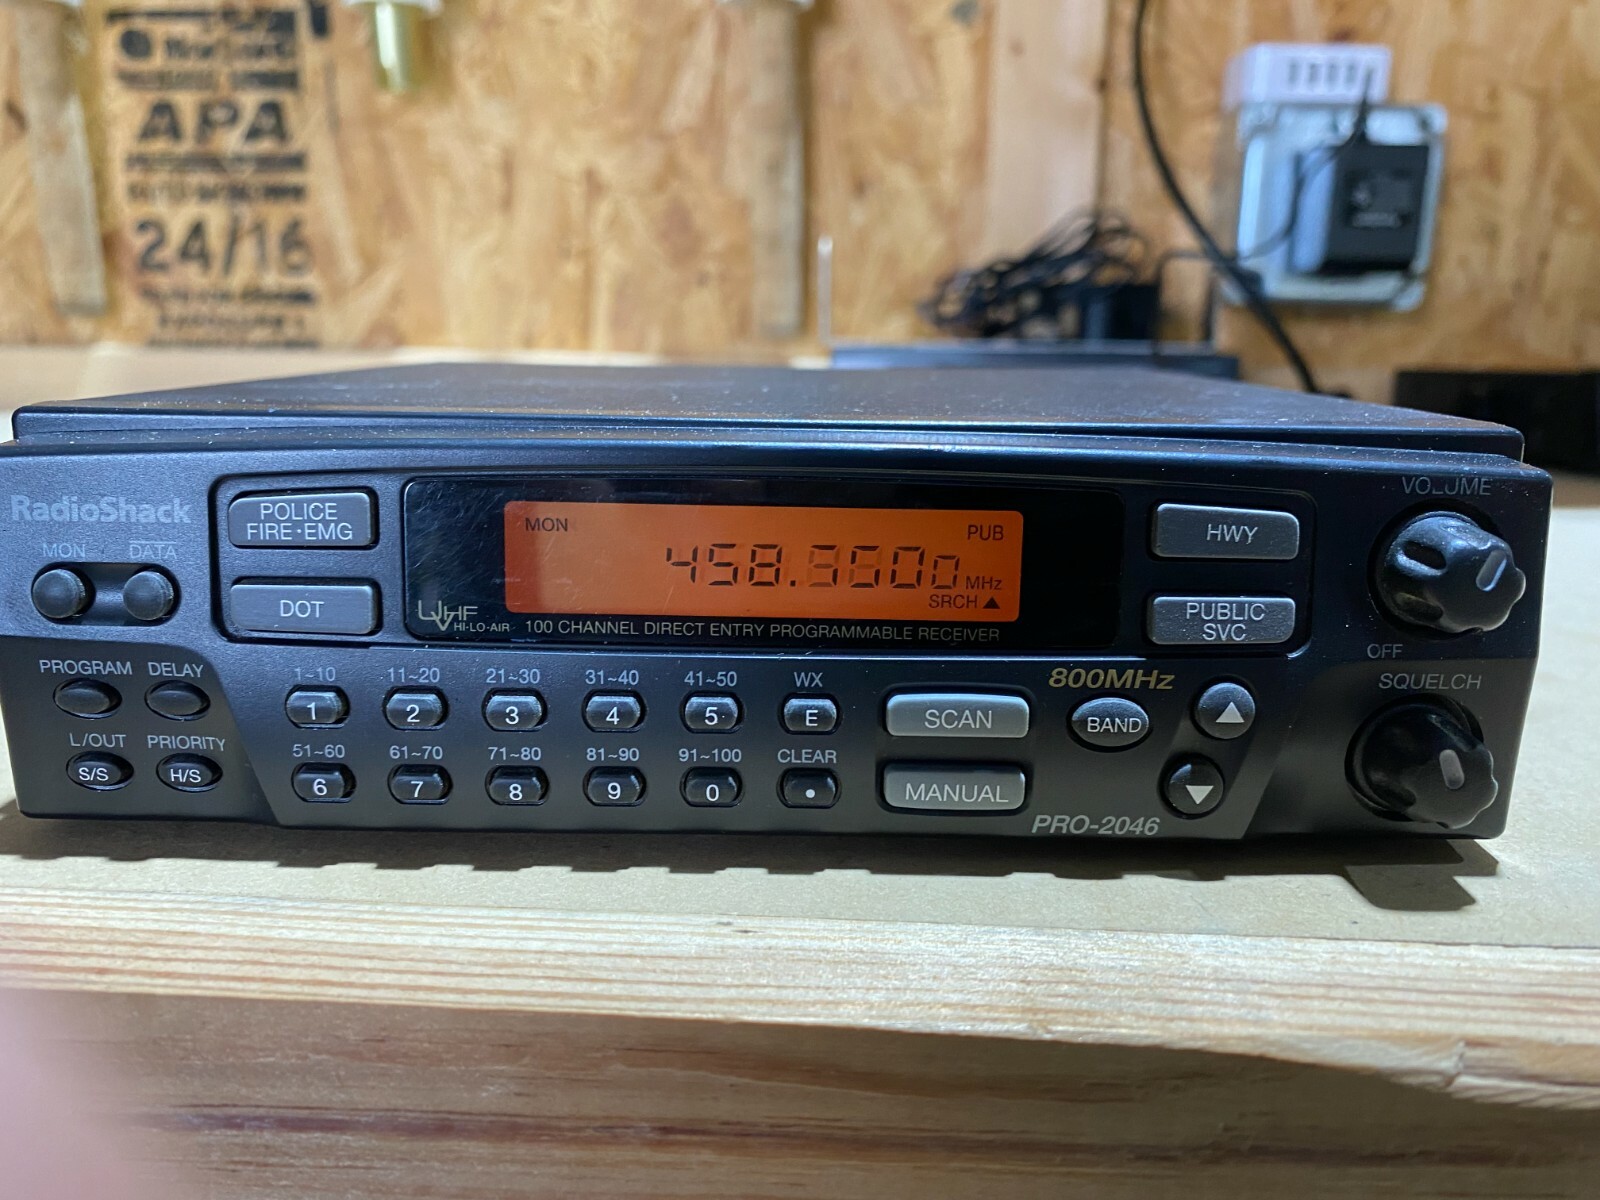 APA
24/16
RadioShack
MON
DATA
POLICE
FIRE·EMG
DOT
MON
PUB
MHz
SRCH ▲
UVHF
HI-LO-AIR
100 CHANNEL DIRECT ENTRY PROGRAMMABLE RECEIVER
HWY
PUBLIC
SVC
VOLUME
OFF
SQUELCH
PROGRAM DELAY
L/OUT PRIORITY
S/S H/S
1~10 11~20 21~30 31~40 41~50 WX
1 2 3 4 5 E
51~60 61~70 71~80 81~90 91~100 CLEAR
6 7 8 9 0 •
SCAN
MANUAL
800MHz
BAND ▲
▼
PRO-2046